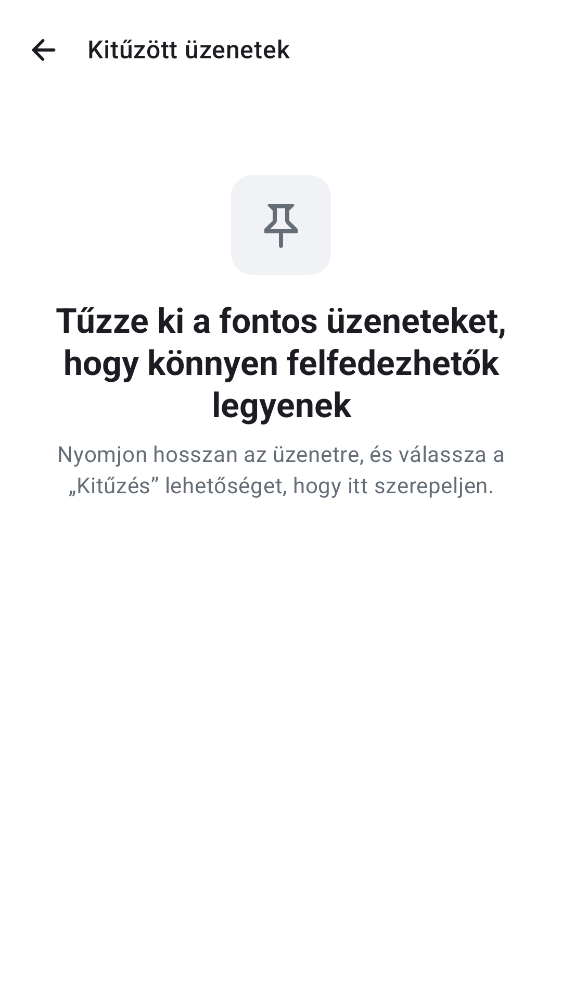 Kitűzött üzenetek
Tűzze ki a fontos üzeneteket,
hogy könnyen felfedezhetők
legyenek
Nyomjon hosszan az üzenetre, és válassza a
„Kitűzés” lehetőséget, hogy itt szerepeljen.